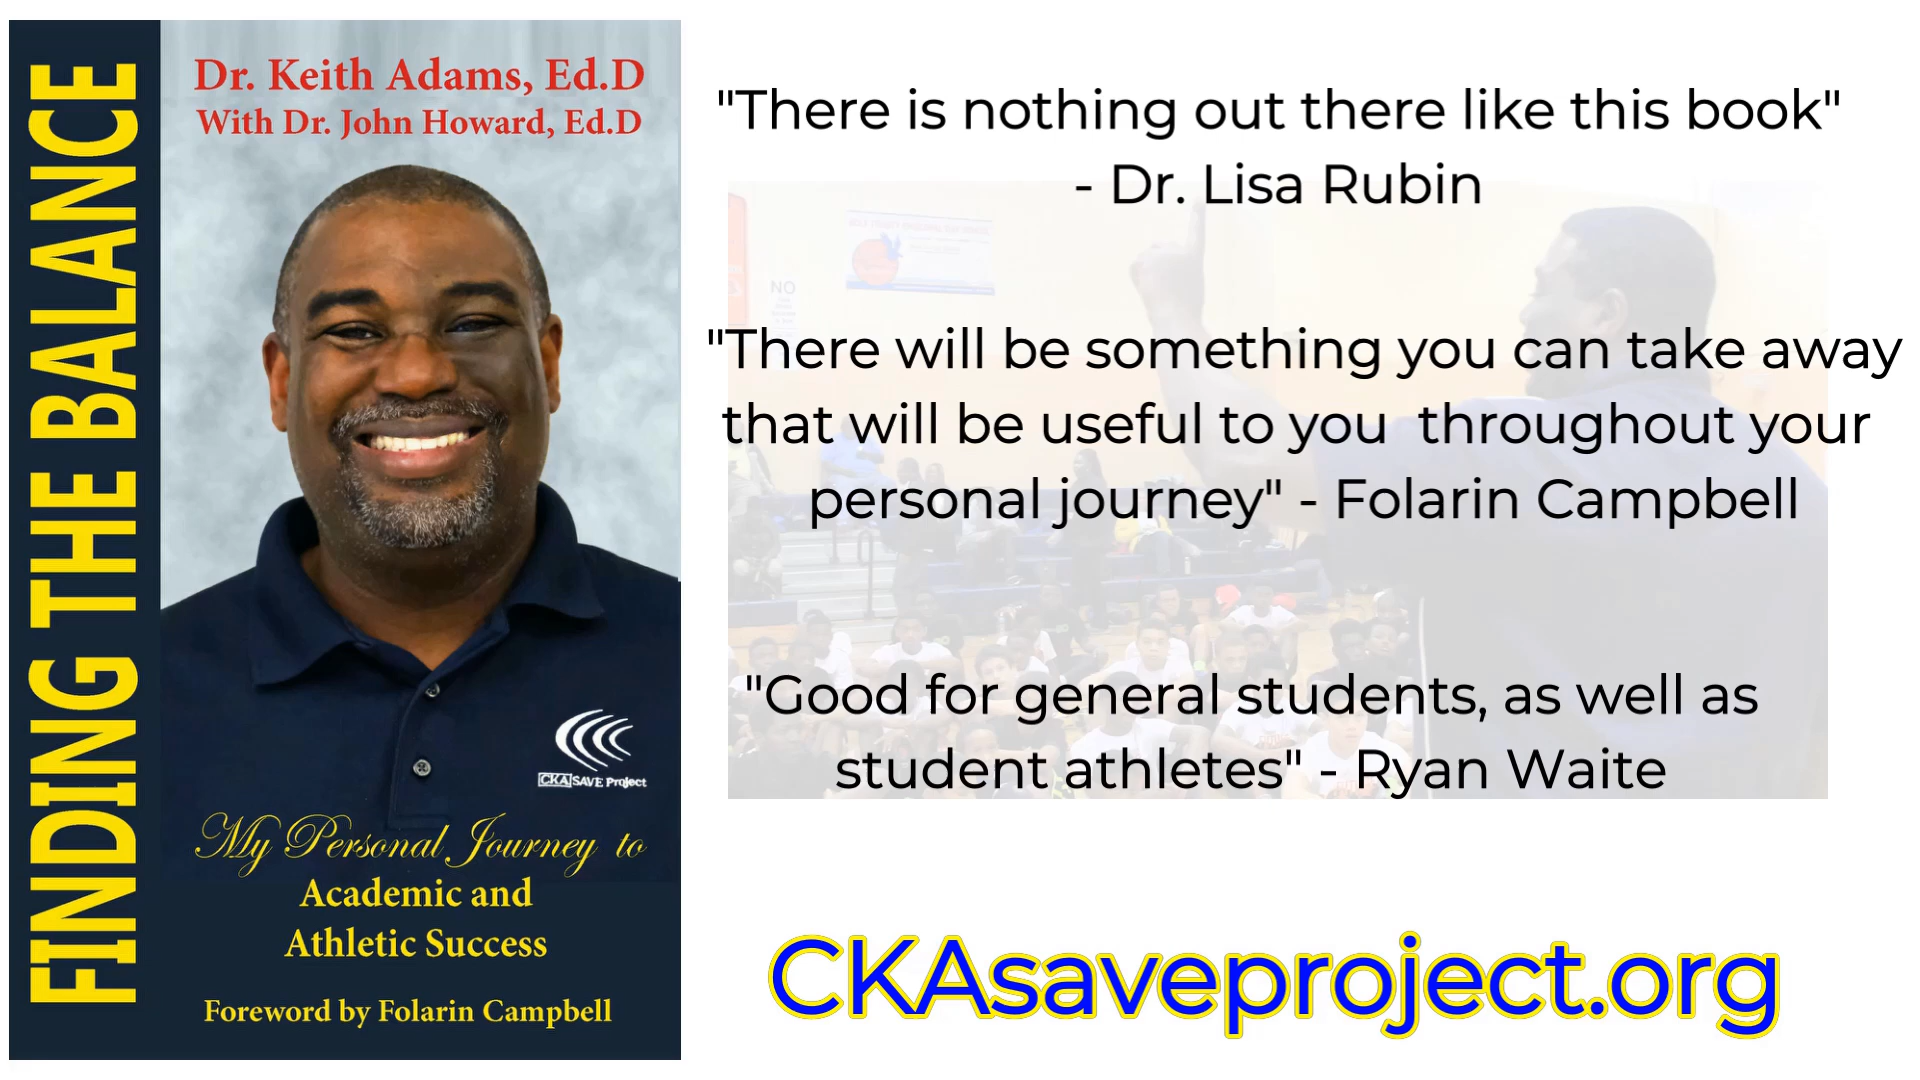 FINDING THE BALANCE
Dr. Keith Adams, Ed.D
With Dr. John Howard, Ed.D
CKA SAVE Project
My Personal Journey to
Academic and
Athletic Success
Foreword by Folarin Campbell
"There is nothing out there like this book"
- Dr. Lisa Rubin
NO
"There will be something you can take away
that will be useful to you throughout your
personal journey" - Folarin Campbell
"Good for general students, as well as
student athletes" - Ryan Waite
CKAsaveproject.org